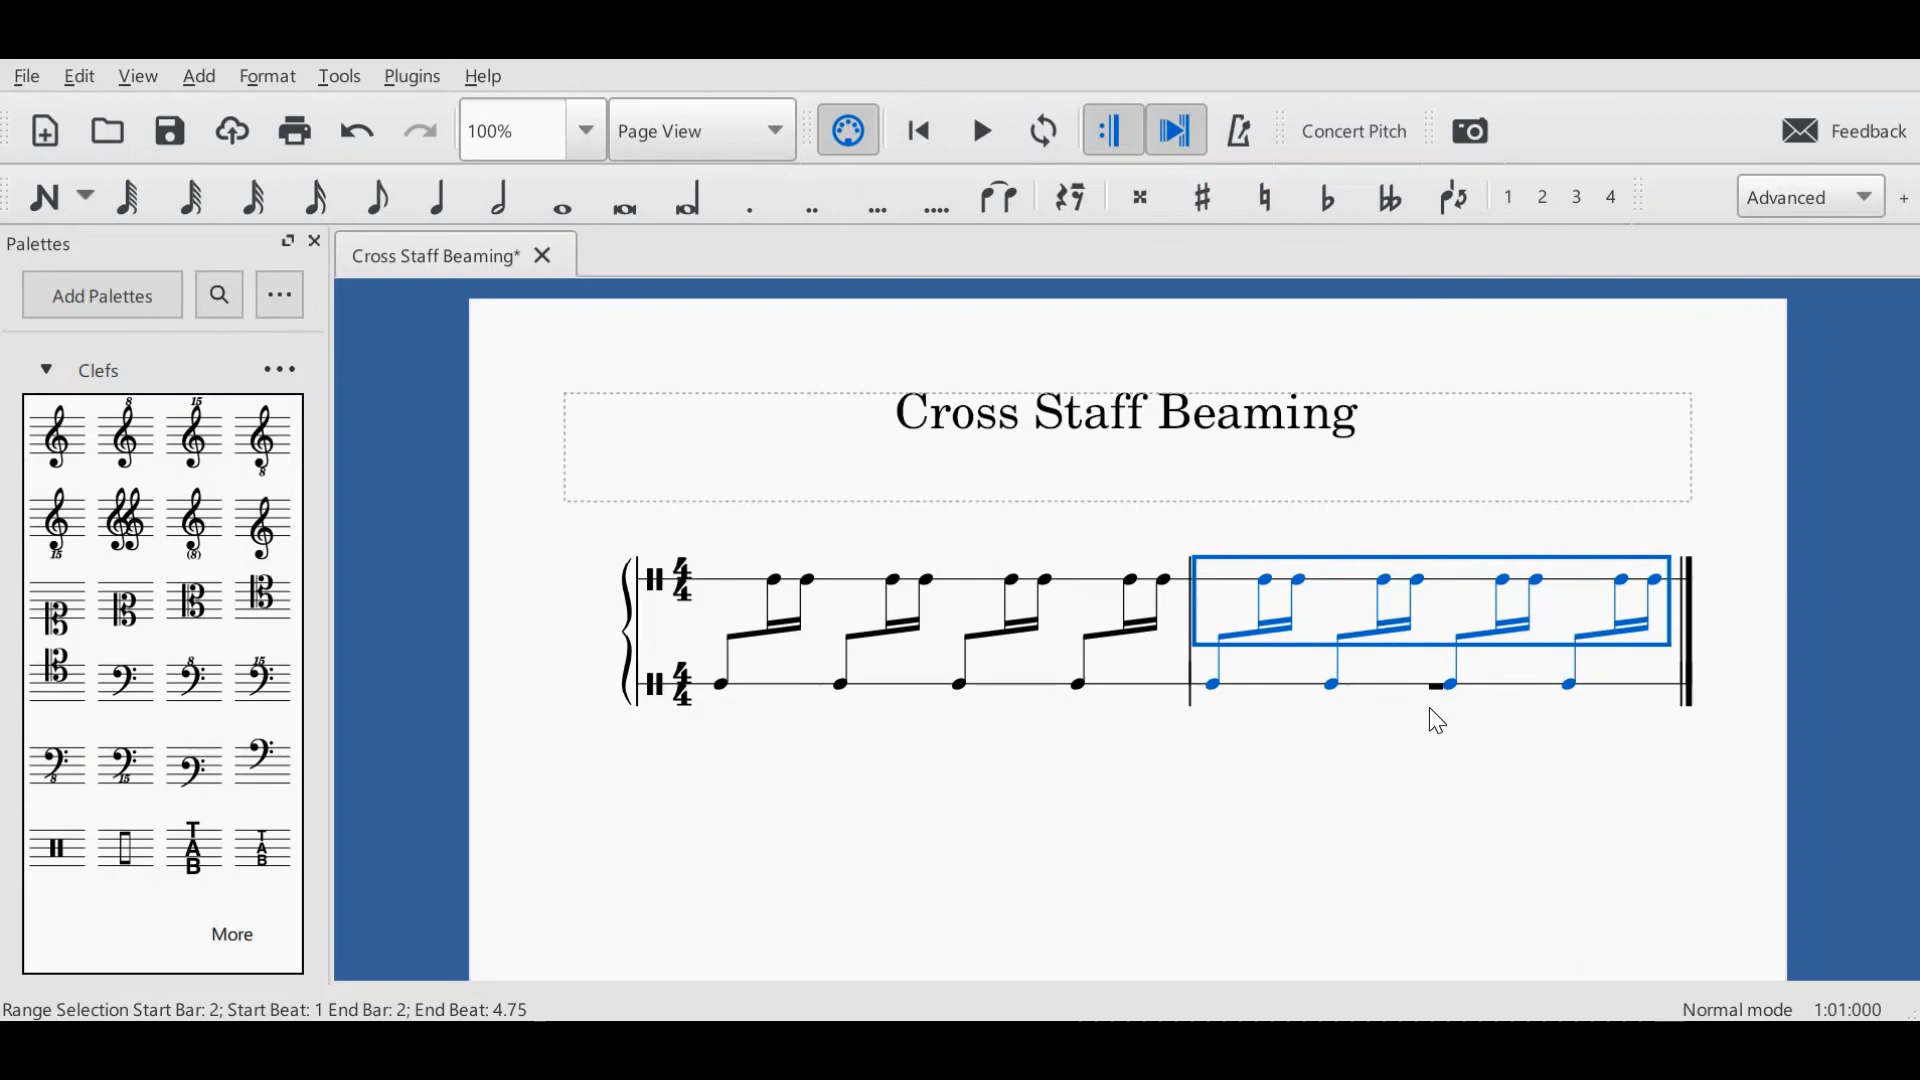 File Edit View Add Format Tools Plugins Help
100% Page View Concert Pitch Feedback
1 2 3 4 Advanced +
Palettes Cross Staff Beaming*
Add Palettes
Clefs
Cross Staff Beaming
More
Range Selection Start Bar: 2; Start Beat: 1 End Bar: 2; End Beat: 4.75 Normal mode 1:01:000